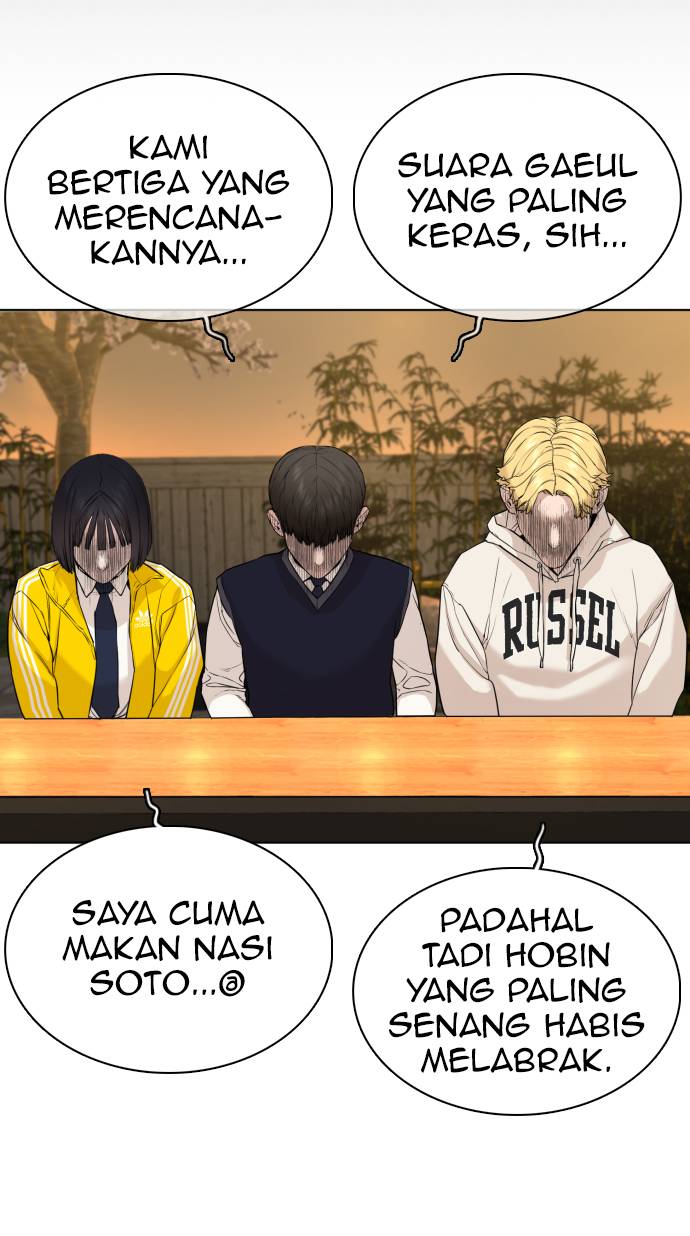 KAMI
BERTIGA YANG
MERENCANA-
KANNYA...
SUARA GAEUL
YANG PALING
KERAS, SIH...
adidas
RUSSEL
SAYA CUMA
MAKAN NASI
SOTO...@
PADAHAL
TADI HOBIN
YANG PALING
SENANG HABIS
MELABRAK.